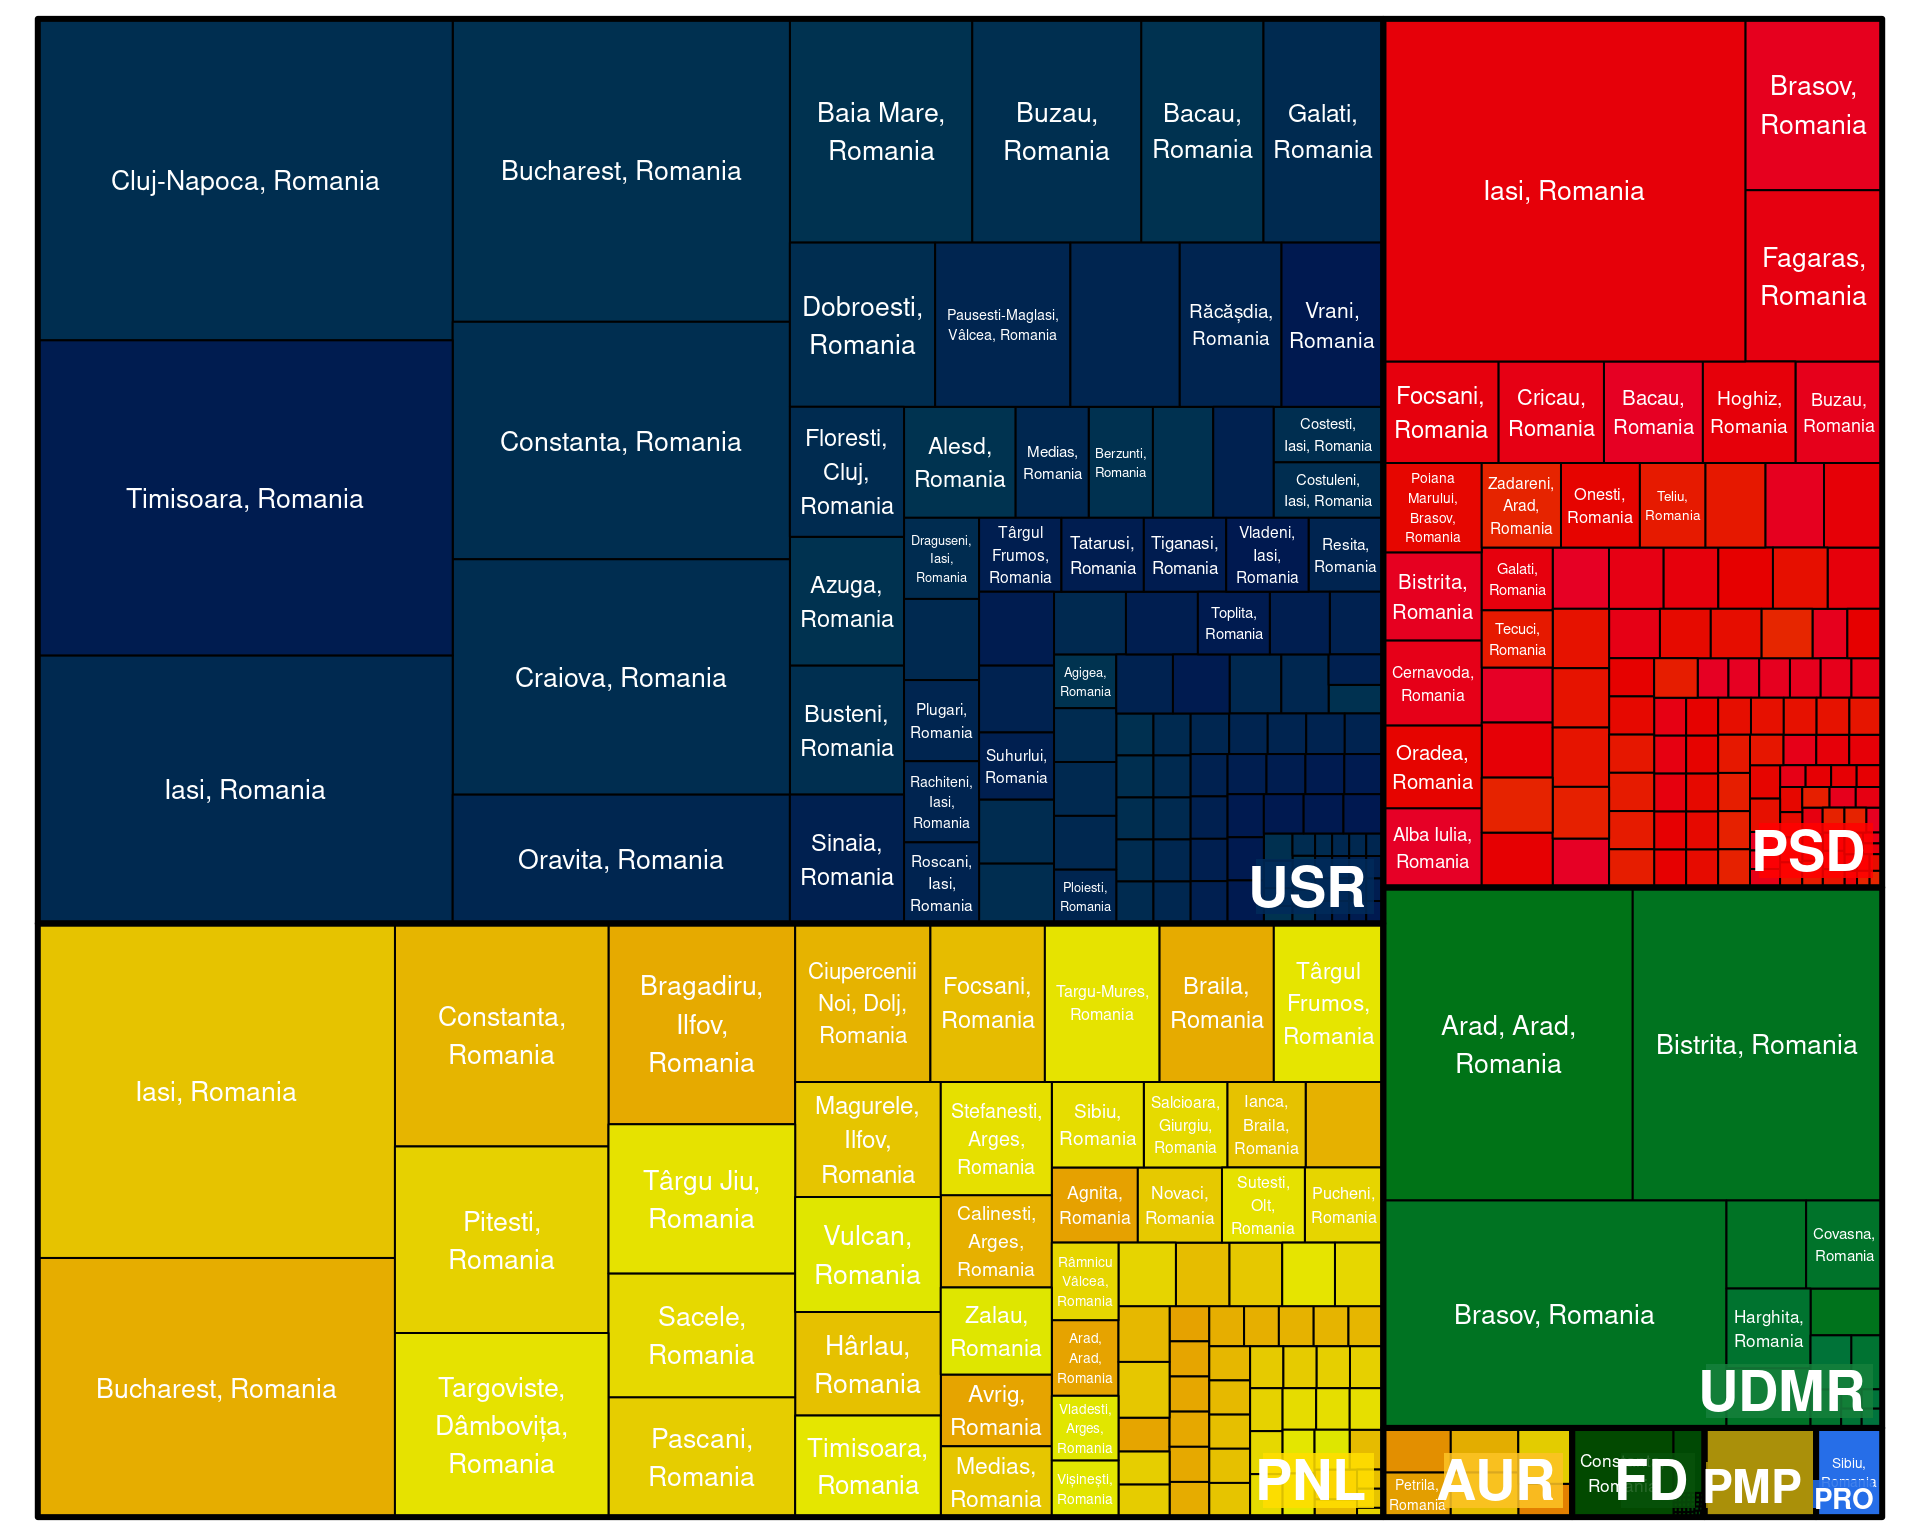 Cluj-Napoca, Romania
Timisoara, Romania
Iasi, Romania
Bucharest, Romania
Constanta, Romania
Craiova, Romania
Oravita, Romania
Baia Mare,
Romania
Buzau,
Romania
Bacau,
Romania
Galati,
Romania
Dobroesti,
Romania
Pausesti-Maglasi,
Vâlcea, Romania
Răcășdia,
Romania
Vrani,
Romania
Floresti,
Cluj,
Romania
Azuga,
Romania
Busteni,
Romania
Sinaia,
Romania
Alesd,
Romania
Medias,
Romania
Berzunti,
Romania
Costesti,
Iasi, Romania
Costuleni,
Iasi, Romania
Draguseni,
Iasi,
Romania
Târgul
Frumos,
Romania
Tatarusi,
Romania
Tiganasi,
Romania
Vladeni,
Iasi,
Romania
Resita,
Romania
Toplita,
Romania
Agigea,
Romania
Plugari,
Romania
Suhurlui,
Romania
Rachiteni,
Iasi,
Romania
Roscani,
Iasi,
Romania
Ploiesti,
Romania
USR
Iasi, Romania
Brasov,
Romania
Fagaras,
Romania
Focsani,
Romania
Cricau,
Romania
Bacau,
Romania
Hoghiz,
Romania
Buzau,
Romania
Poiana
Marului,
Brasov,
Romania
Zadareni,
Arad,
Romania
Onesti,
Romania
Teliu,
Romania
Bistrita,
Romania
Galati,
Romania
Tecuci,
Romania
Cernavoda,
Romania
Oradea,
Romania
Alba Iulia,
Romania
PSD
Iasi, Romania
Bucharest, Romania
Constanta,
Romania
Pitesti,
Romania
Targoviste,
Dâmbovița,
Romania
Bragadiru,
Ilfov,
Romania
Târgu Jiu,
Romania
Sacele,
Romania
Pascani,
Romania
Ciupercenii
Noi, Dolj,
Romania
Focsani,
Romania
Targu-Mures,
Romania
Braila,
Romania
Târgul
Frumos,
Romania
Magurele,
Ilfov,
Romania
Vulcan,
Romania
Hârlau,
Romania
Timisoara,
Romania
Stefanesti,
Arges,
Romania
Calinesti,
Arges,
Romania
Zalau,
Romania
Avrig,
Romania
Medias,
Romania
Sibiu,
Romania
Salcioara,
Giurgiu,
Romania
Ianca,
Braila,
Romania
Agnita,
Romania
Novaci,
Romania
Sutesti,
Olt,
Romania
Pucheni,
Romania
Râmnicu
Vâlcea,
Romania
Arad,
Arad,
Romania
Vladesti,
Arges,
Romania
Vișinești,
Romania
PNL
Arad, Arad,
Romania
Bistrita, Romania
Brasov, Romania
Covasna,
Romania
Harghita,
Romania
UDMR
Petrila,
Romania
AUR
FD
PMP
Sibiu,
Romania
PRO